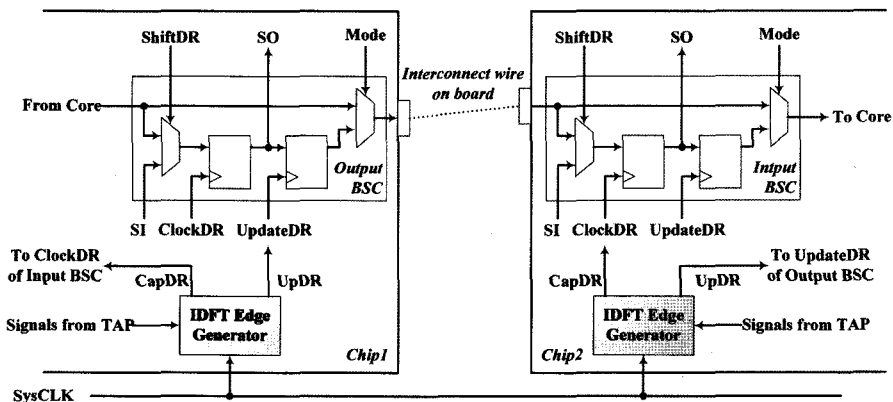 ShiftDR
SO
Mode
Interconnect wire
on board
From Core
Output
BSC
SI
ClockDR
UpdateDR
To ClockDR
of Input BSC
CapDR
UpDR
IDFT Edge
Generator
Signals from TAP
Chip1
ShiftDR
SO
Mode
To Core
Intput
BSC
SI
ClockDR
UpdateDR
To UpdateDR
of Output BSC
CapDR
UpDR
IDFT Edge
Generator
Signals from TAP
Chip2
SysCLK